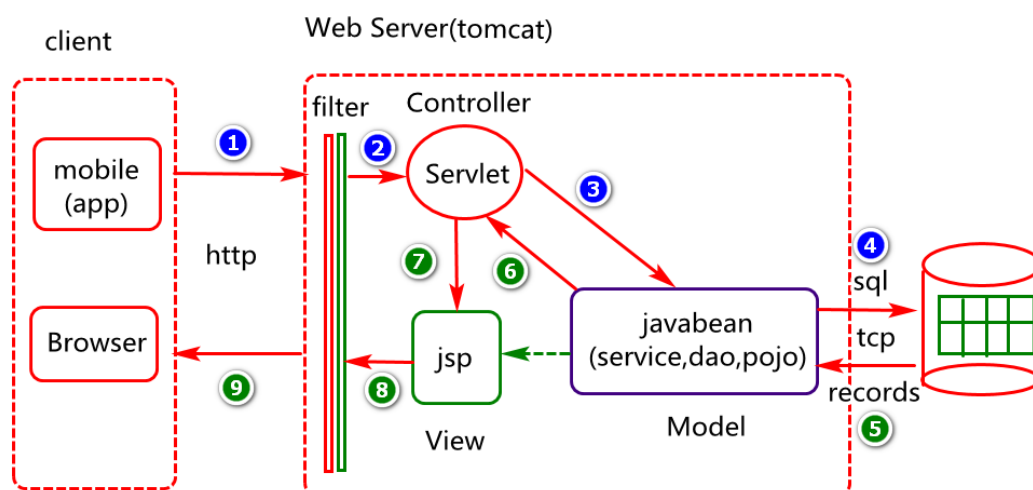 client
Web Server(tomcat)
filter
Controller
1
2
mobile
(app)
Servlet
3
http
4
7
6
sql
Browser
jsp
javabean
(service,dao,pojo)
tcp
9
8
records
View
Model
5